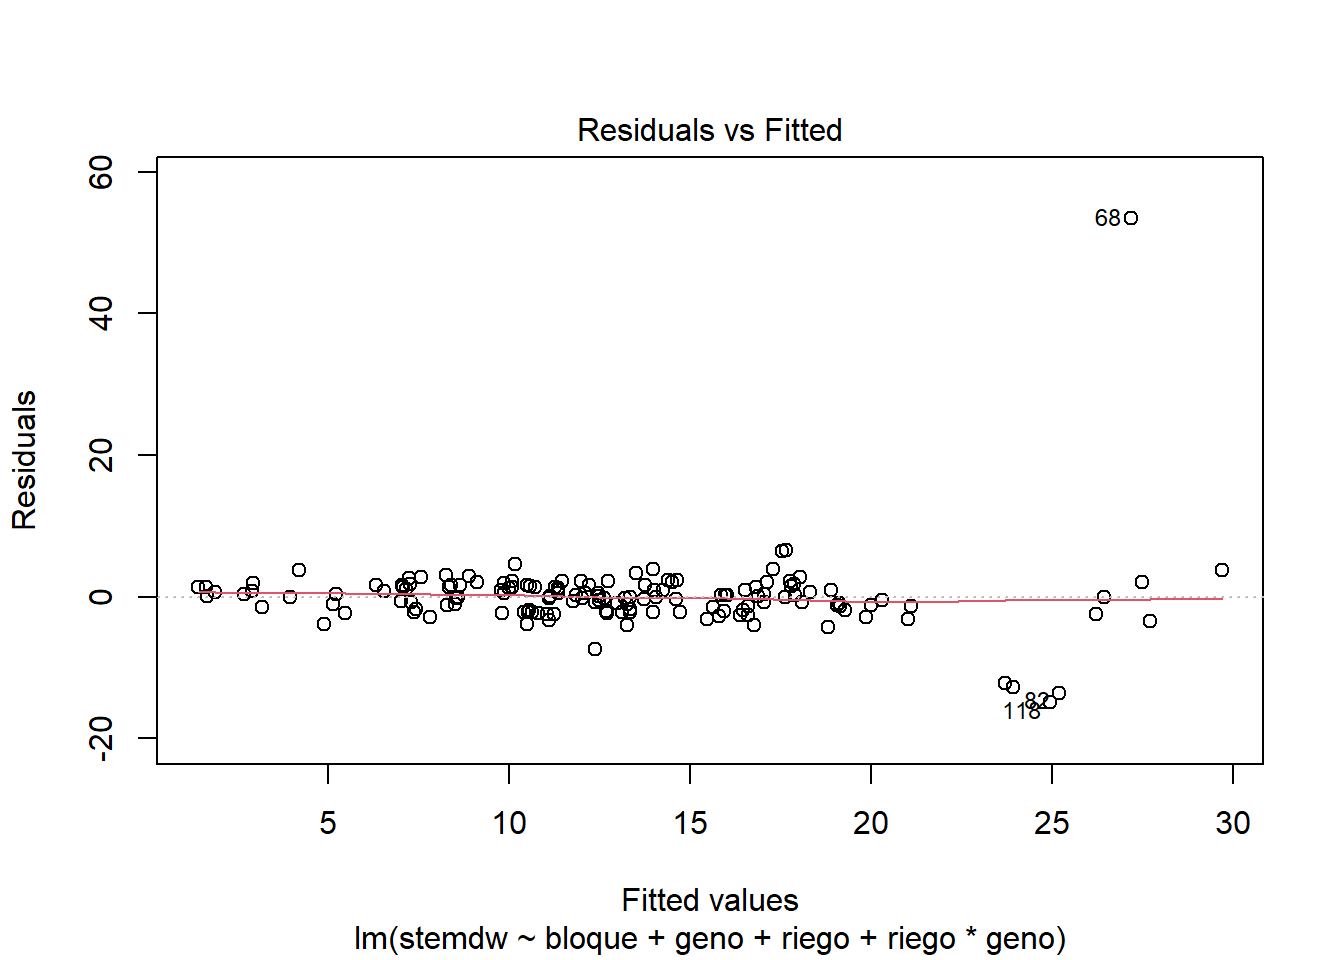 Residuals vs Fitted
60
40
20
0
-20
Residuals
68
82
118
5 10 15 20 25 30
Fitted values
lm(stemdw ~ bloque + geno + riego + riego * geno)